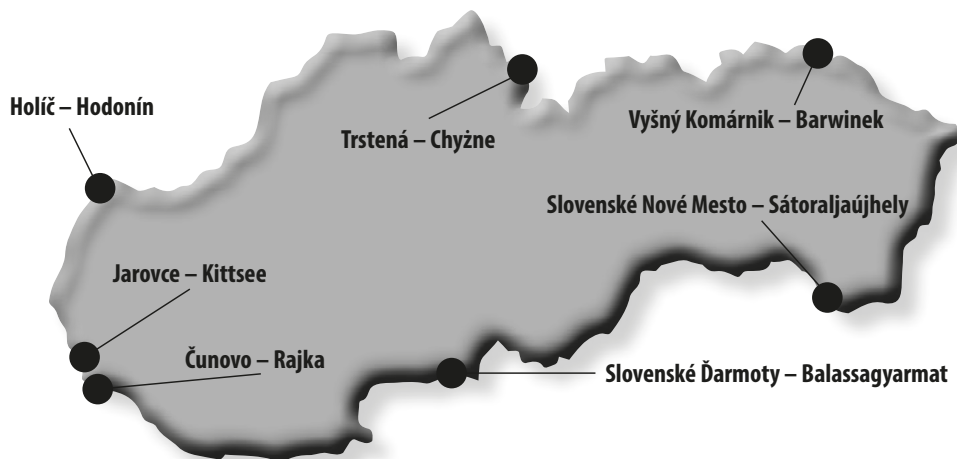 Holíč – Hodonín
Trstená – Chyżne
Vyšný Komárnik – Barwinek
Slovenské Nové Mesto – Sátoraljaújhely
Jarovce – Kittsee
Čunovo – Rajka
Slovenské Ďarmoty – Balassagyarmat